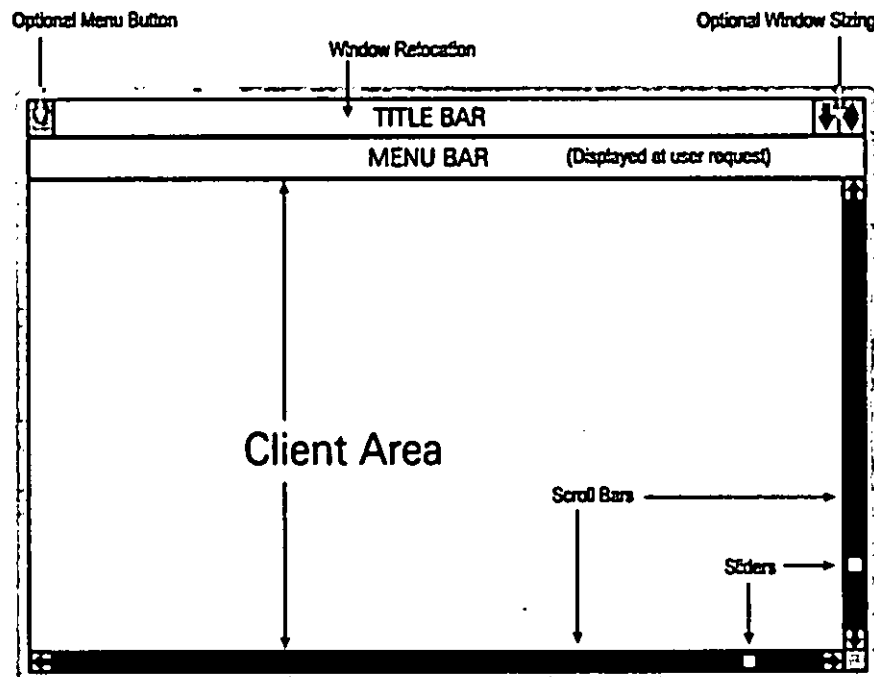 Optional Menu Button
Optional Window Sizing
Window Relocation
TITLE BAR
MENU BAR (Displayed at user request)
Client Area
Scroll Bars
Sliders